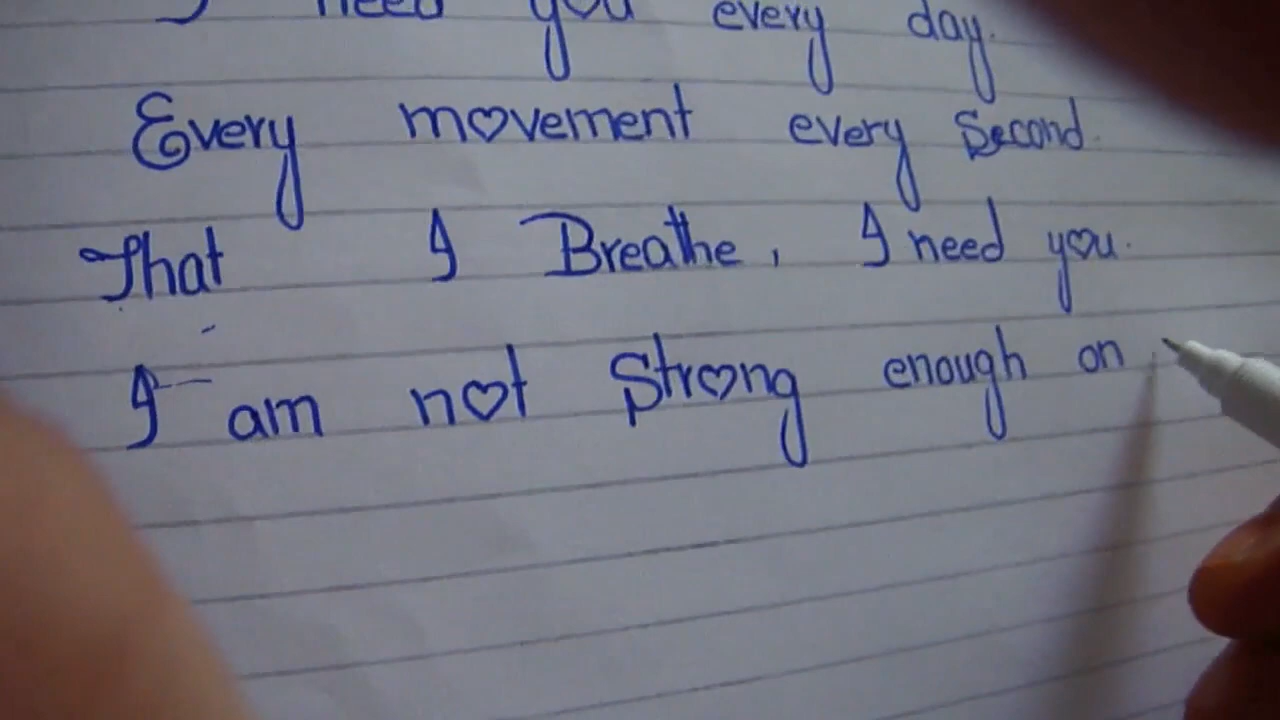 I need you every day.
Every movement every Second.
That I Breathe, I need you.
I am not Strong enough on